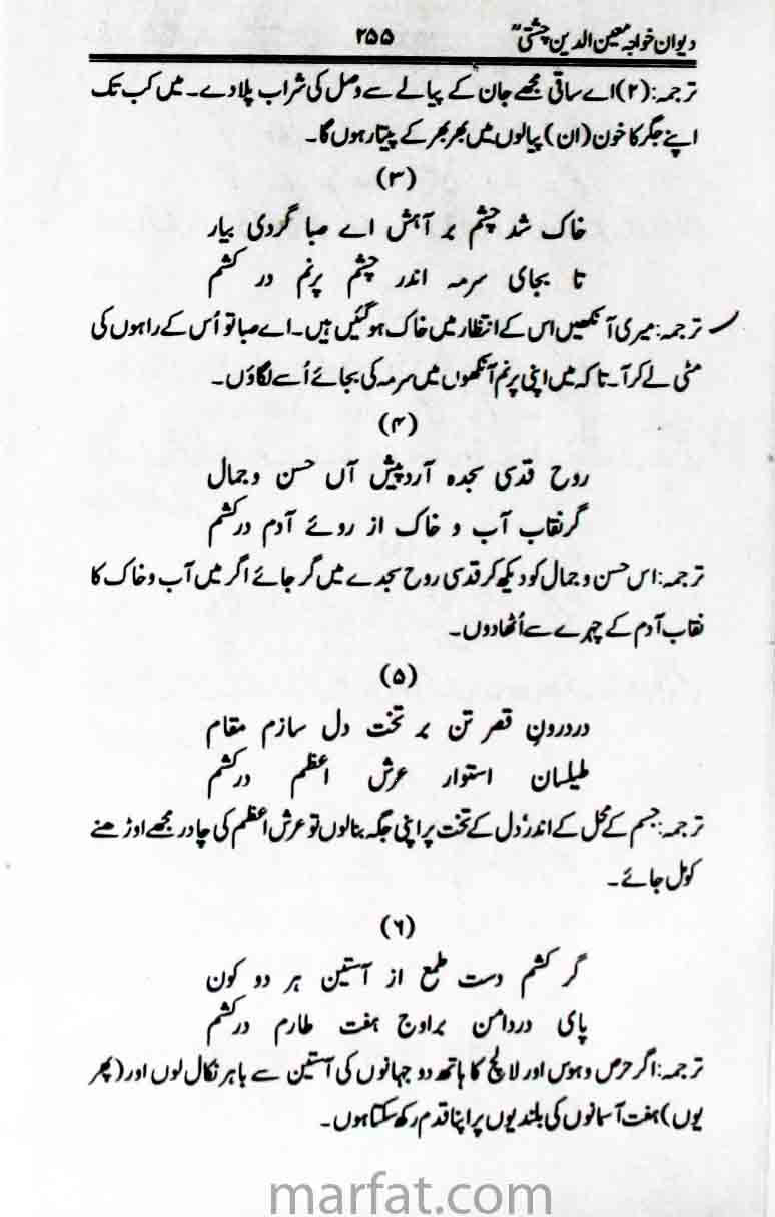 دیوان خواجہ معین الدین چشتیؒ ۲۵۵
ترجمہ:(۲)اے ساقی مجھے جان کے پیالے سے وصل کی شراب پلا دے۔ میں کب تک
اپنے جگر کا خون (ان) پیالوں میں بھر بھر کے پیتا رہوں گا۔
(۳)
خاک شد چشم بر آہش اے صبا گردی بیار
تا بجای سرمہ اندر چشم پرنم در کشم
ترجمہ: میری آنکھیں اس کے انتظار میں خاک ہوگئیں ہیں۔اے صبا تو اُس کے راہوں کی
مٹی لے کر آ۔ تا کہ میں اپنی پرنم آنکھوں میں سرمہ کی بجائے اُسے لگاؤں۔
(۴)
روح قدی سجدہ آردپیش آں حسن و جمال
گرنقاب آب و خاک از روئے آدم درکشم
ترجمہ: اس حسن و جمال کو دیکھ کر قدسی روح سجدے میں گر جائے اگر میں آب و خاک کا
نقاب آدم کے چہرے سے اُٹھادوں۔
(۵)
دردرون قصر تن بر تخت دل سازم مقام
طیلسان استوار عرش اعظم درکشم
ترجمہ: جسم کے محل کے اندر دل کے تخت پر اپنی جگہ بنالوں تو عرش اعظم کی چادر مجھے اوڑھنے
کو مل جائے۔
(۶)
گر کشم دست طمع از آستین ہر دو کون
پای دردامن براوج ہفت طارم درکشم
ترجمہ: اگر حرص و ہوس اور لالچ کا ہاتھ دو جہانوں کی آستین سے باہر نکال لوں اور (پھر
یوں) ہفت آسمانوں کی بلندیوں پر اپنا قدم رکھ سکتا ہوں۔
marfat.com